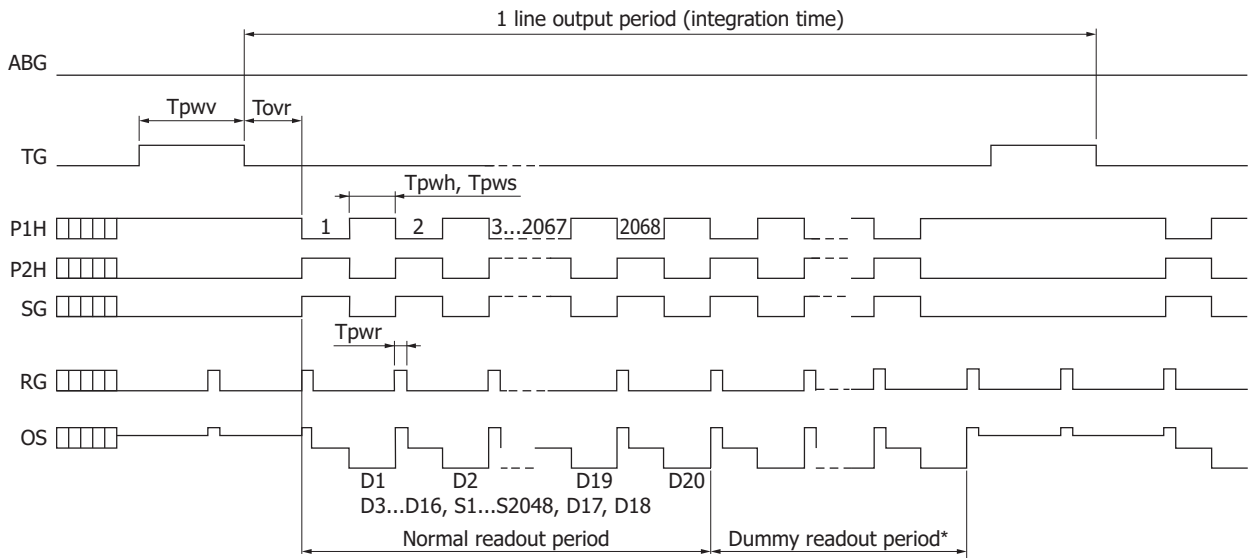 1 line output period (integration time)
ABG
Tpwv
Tovr
TG
Tpwh, Tpws
P1H
1
2
3...2067
2068
P2H
SG
Tpwr
RG
OS
D1
D2
D19
D20
D3...D16, S1...S2048, D17, D18
Normal readout period
Dummy readout period*